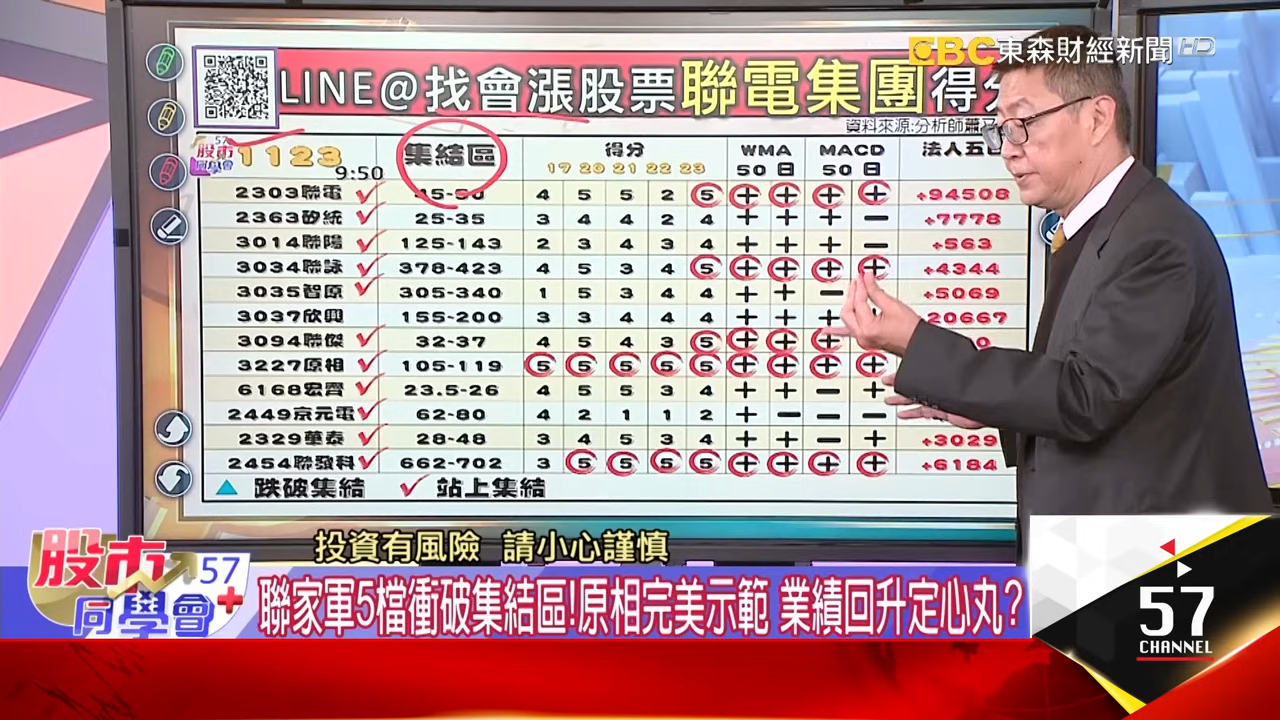 EBC 東森財經新聞 HD
LINE@找會漲股票聯電集團得分
資料來源:分析師蕭又
57 股市同學會
1123 集結區 得分 WMA MACD 法人五
9:50 17 20 21 22 23 50 日 50 日
2303聯電 ✓ 45-50 4 5 5 2 5 + + + + +94508
2363矽統 ✓ 25-35 3 4 4 2 4 + + + - +7778
3014聯陽 ✓ 125-143 2 3 4 3 4 + + + - +563
3034聯詠 ✓ 378-423 4 5 3 4 5 + + + + +4344
3035智原 ✓ 305-340 1 5 3 4 4 + + - +5069
3037欣興 155-200 3 3 4 4 4 + + + 20667
3094聯傑 ✓ 32-37 4 5 4 3 5 + + + 0
3227原相 ✓ 105-119 5 5 5 5 5 + + + +
6168宏齊 ✓ 23.5-26 4 5 5 3 4 + + - +
2449京元電 ✓ 62-80 4 2 1 1 2 + - - -
2329華泰 ✓ 28-48 3 4 5 3 4 + + - + +3029
2454聯發科 ✓ 662-702 3 5 5 5 5 + + + + +6184
▲ 跌破集結 ✓ 站上集結
投資有風險 請小心謹慎
股市同學會 57+
聯家軍5檔衝破集結區!原相完美示範 業績回升定心丸?
57
CHANNEL